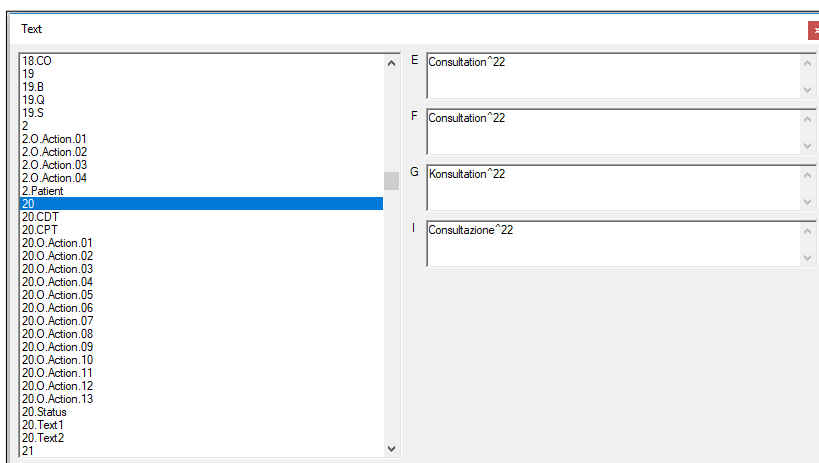 Text
x
18.CO
19
19.B
19.Q
19.S
2
2.O.Action.01
2.O.Action.02
2.O.Action.03
2.O.Action.04
2.Patient
20
20.CDT
20.CPT
20.O.Action.01
20.O.Action.02
20.O.Action.03
20.O.Action.04
20.O.Action.05
20.O.Action.06
20.O.Action.07
20.O.Action.08
20.O.Action.09
20.O.Action.10
20.O.Action.11
20.O.Action.12
20.O.Action.13
20.Status
20.Text1
20.Text2
21
E Consultation^22
F Consultation^22
G Konsultation^22
I Consultazione^22